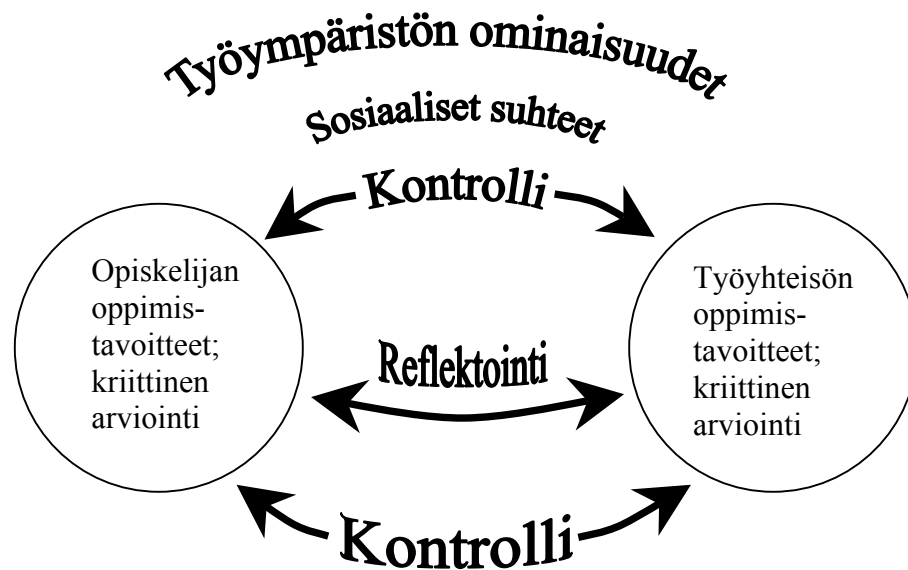 Työympäristön ominaisuudet
Sosiaaliset suhteet
Kontrolli
Opiskelijan
oppimis-
tavoitteet;
kriittinen
arviointi
Reflektointi
Työyhteisön
oppimis-
tavoitteet;
kriittinen
arviointi
Kontrolli